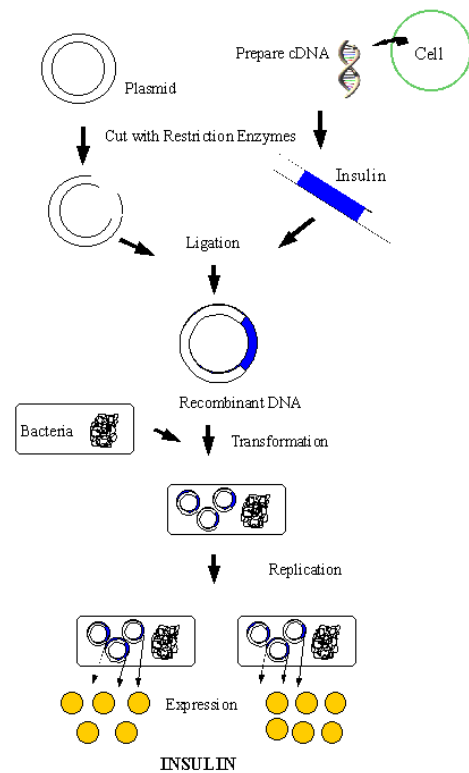 Cell
Prepare cDNA
Plasmid
Cut with Restriction Enzymes
Insulin
Ligation
Recombinant DNA
Bacteria
Transformation
Replication
Expression
INSULIN